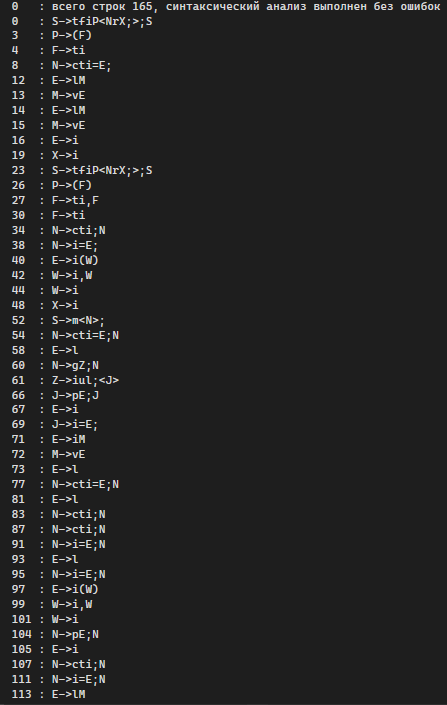 0   : всего строк 165, синтаксический анализ выполнен без ошибок
0   : S->tfiP<NrX;>;S
3   : P->(F)
4   : F->ti
8   : N->cti=E;
12  : E->lM
13  : M->vE
14  : E->lM
15  : M->vE
16  : E->i
19  : X->i
23  : S->tfiP<NrX;>;S
26  : P->(F)
27  : F->ti,F
30  : F->ti
34  : N->cti;N
38  : N->i=E;
40  : E->i(W)
42  : W->i,W
44  : W->i
48  : X->i
52  : S->m<N>;
54  : N->cti=E;N
58  : E->l
60  : N->gZ;N
61  : Z->iul;<J>
66  : J->pE;J
67  : E->i
69  : J->i=E;
71  : E->iM
72  : M->vE
73  : E->l
77  : N->cti=E;N
81  : E->l
83  : N->cti;N
87  : N->cti;N
91  : N->i=E;N
93  : E->l
95  : N->i=E;N
97  : E->i(W)
99  : W->i,W
101 : W->i
104 : N->pE;N
105 : E->i
107 : N->cti;N
111 : N->i=E;N
113 : E->lM